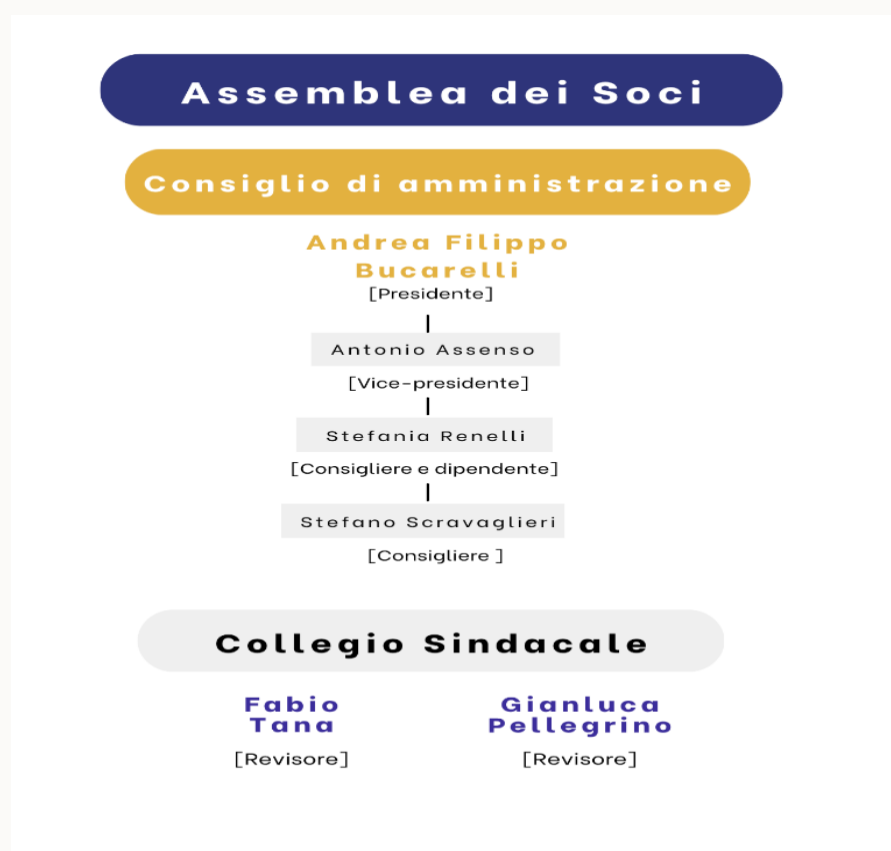 Assemblea dei Soci
Consiglio di amministrazione
Andrea Filippo
Bucarelli
[Presidente]
Antonio Assenso
[Vice-presidente]
Stefania Renelli
[Consigliere e dipendente]
Stefano Scravaglieri
[Consigliere ]
Collegio Sindacale
Fabio
Tana
[Revisore]
Gianluca
Pellegrino
[Revisore]